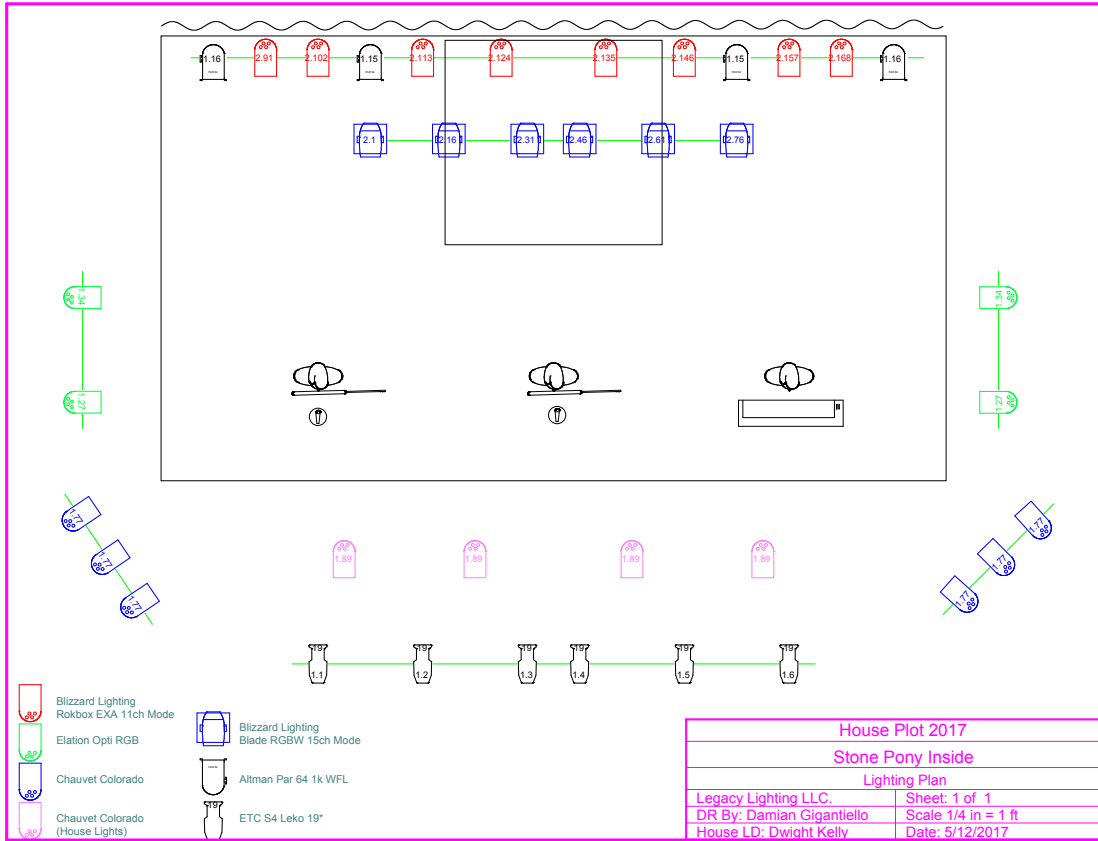 1.16 2.91 2.102 1.15 2.113 2.124 2.135 2.146 1.15 2.157 2.168 1.16
2.1 2.16 2.31 2.46 2.61 2.76
1.34 1.34
1.27 1.27
1.77 1.77
1.77 1.77
1.77 1.77
1.89 1.89 1.89 1.89
19° 19° 19° 19° 19° 19°
1.1 1.2 1.3 1.4 1.5 1.6
Blizzard Lighting
Rokbox EXA 11ch Mode
Elation Opti RGB
Chauvet Colorado
Chauvet Colorado
(House Lights)
Blizzard Lighting
Blade RGBW 15ch Mode
Altman Par 64 1k WFL
19°
ETC S4 Leko 19°
House Plot 2017
Stone Pony Inside
Lighting Plan
Legacy Lighting LLC. Sheet: 1 of 1
DR By: Damian Gigantiello Scale 1/4 in = 1 ft
House LD: Dwight Kelly Date: 5/12/2017